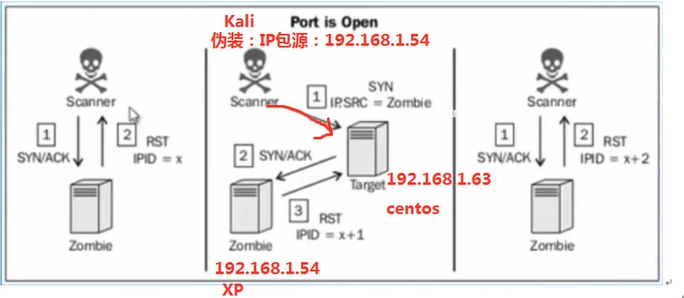 Kali
Port is Open
伪装：IP包源：192.168.1.54
Scanner
1
2
RST
SYN/ACK
IPID = x
Zombie
Scanner
1
SYN
IP.SRC = Zombie
2
SYN/ACK
Target
192.168.1.63
centos
3
RST
IPID = x+1
Zombie
192.168.1.54
XP
Scanner
1
2
RST
SYN/ACK
IPID = x+2
Zombie